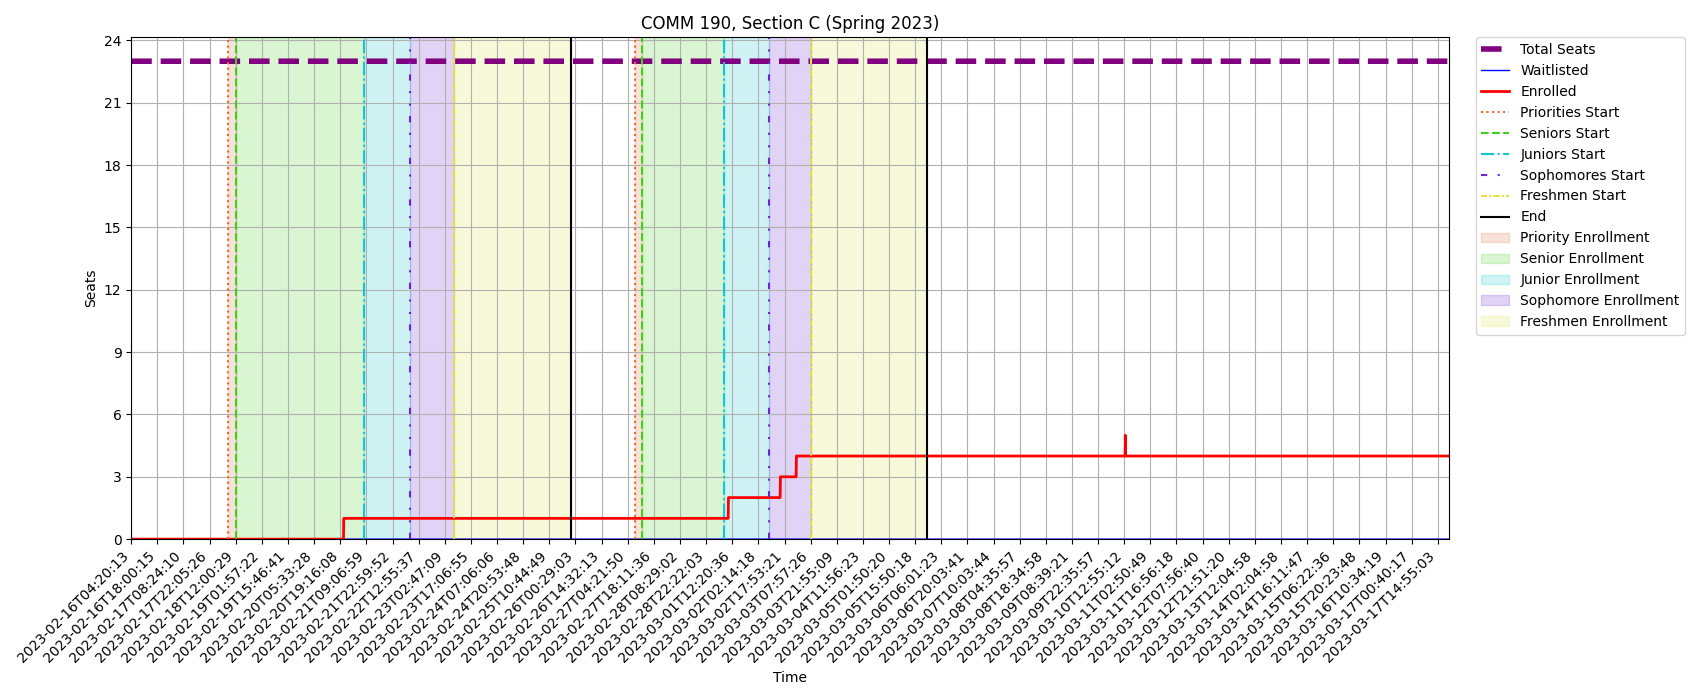 COMM 190, Section C (Spring 2023)
Seats
24
21
18
15
12
9
6
3
0
2023-02-16T04:20:13
2023-02-16T18:00:15
2023-02-17T08:24:10
2023-02-17T22:05:26
2023-02-18T12:00:29
2023-02-19T01:57:22
2023-02-19T15:46:41
2023-02-20T05:33:28
2023-02-20T19:16:08
2023-02-21T09:06:59
2023-02-21T22:59:52
2023-02-22T12:55:37
2023-02-23T02:47:09
2023-02-23T17:06:55
2023-02-24T07:06:06
2023-02-24T20:53:48
2023-02-25T10:44:49
2023-02-26T00:29:03
2023-02-26T14:32:13
2023-02-27T04:21:50
2023-02-27T18:11:36
2023-02-28T08:29:02
2023-02-28T22:22:03
2023-03-01T12:20:36
2023-03-02T02:14:18
2023-03-02T17:53:21
2023-03-03T07:57:26
2023-03-03T21:55:09
2023-03-04T11:56:23
2023-03-05T01:50:20
2023-03-05T15:50:18
2023-03-06T06:01:23
2023-03-06T20:03:41
2023-03-07T10:03:44
2023-03-08T04:35:57
2023-03-08T18:34:58
2023-03-09T08:39:21
2023-03-09T22:35:57
2023-03-10T12:55:12
2023-03-11T02:50:49
2023-03-11T16:56:18
2023-03-12T07:56:40
2023-03-12T21:51:20
2023-03-13T12:04:58
2023-03-14T02:04:58
2023-03-14T16:11:47
2023-03-15T06:22:36
2023-03-15T20:23:48
2023-03-16T10:34:19
2023-03-17T00:40:17
2023-03-17T14:55:03
Time
Total Seats
Waitlisted
Enrolled
Priorities Start
Seniors Start
Juniors Start
Sophomores Start
Freshmen Start
End
Priority Enrollment
Senior Enrollment
Junior Enrollment
Sophomore Enrollment
Freshmen Enrollment